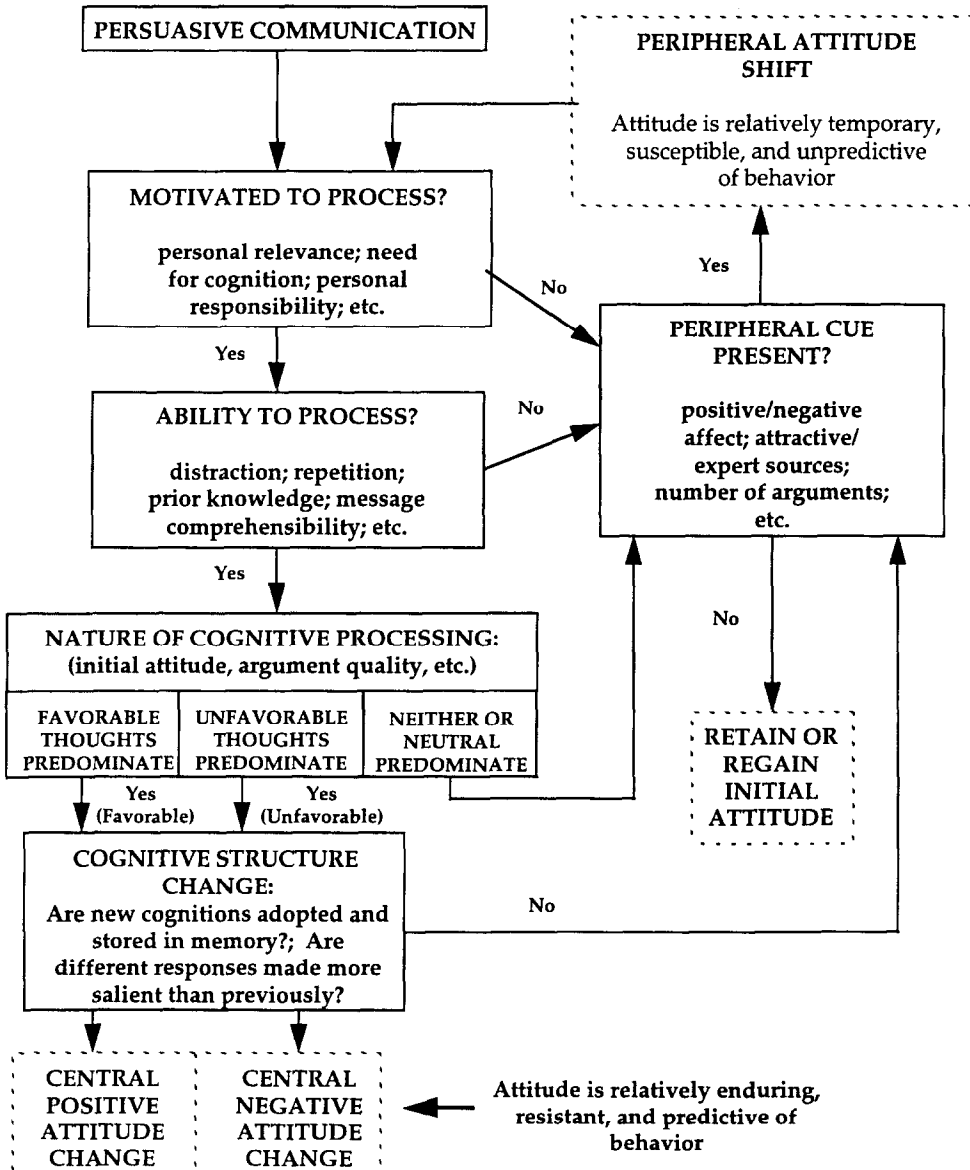 PERSUASIVE COMMUNICATION
PERIPHERAL ATTITUDE
SHIFT
Attitude is relatively temporary,
susceptible, and unpredictive
of behavior
MOTIVATED TO PROCESS?
personal relevance; need
for cognition; personal
responsibility; etc.
No
Yes
Yes
PERIPHERAL CUE
PRESENT?
positive/negative
affect; attractive/
expert sources;
number of arguments;
etc.
ABILITY TO PROCESS?
distraction; repetition;
prior knowledge; message
comprehensibility; etc.
No
Yes
No
NATURE OF COGNITIVE PROCESSING:
(initial attitude, argument quality, etc.)
FAVORABLE
THOUGHTS
PREDOMINATE
UNFAVORABLE
THOUGHTS
PREDOMINATE
NEITHER OR
NEUTRAL
PREDOMINATE
RETAIN OR
REGAIN
INITIAL
ATTITUDE
Yes
(Favorable)
Yes
(Unfavorable)
COGNITIVE STRUCTURE
CHANGE:
Are new cognitions adopted and
stored in memory?; Are
different responses made more
salient than previously?
No
CENTRAL
POSITIVE
ATTITUDE
CHANGE
CENTRAL
NEGATIVE
ATTITUDE
CHANGE
Attitude is relatively enduring,
resistant, and predictive of
behavior